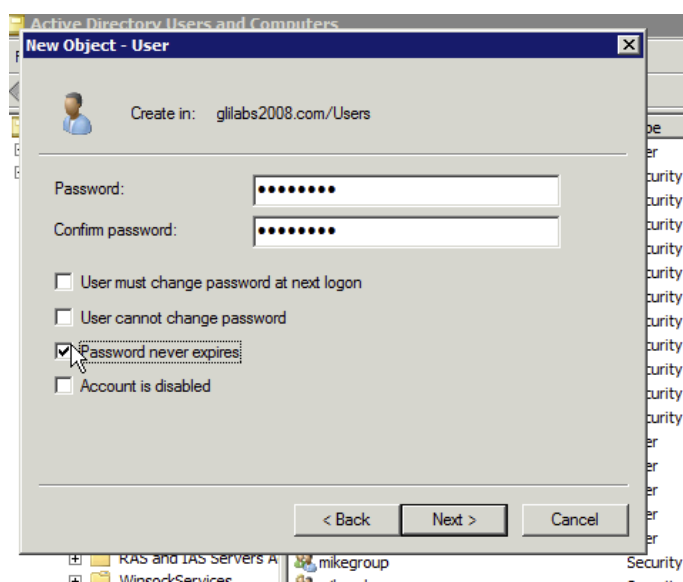 Active Directory Users and Computers
New Object - User
Create in: glilabs2008.com/Users
Password:
Confirm password:
User must change password at next logon
User cannot change password
Password never expires
Account is disabled
< Back Next > Cancel
RAS and IAS Servers A
mikegroup
Security
WinsockServices